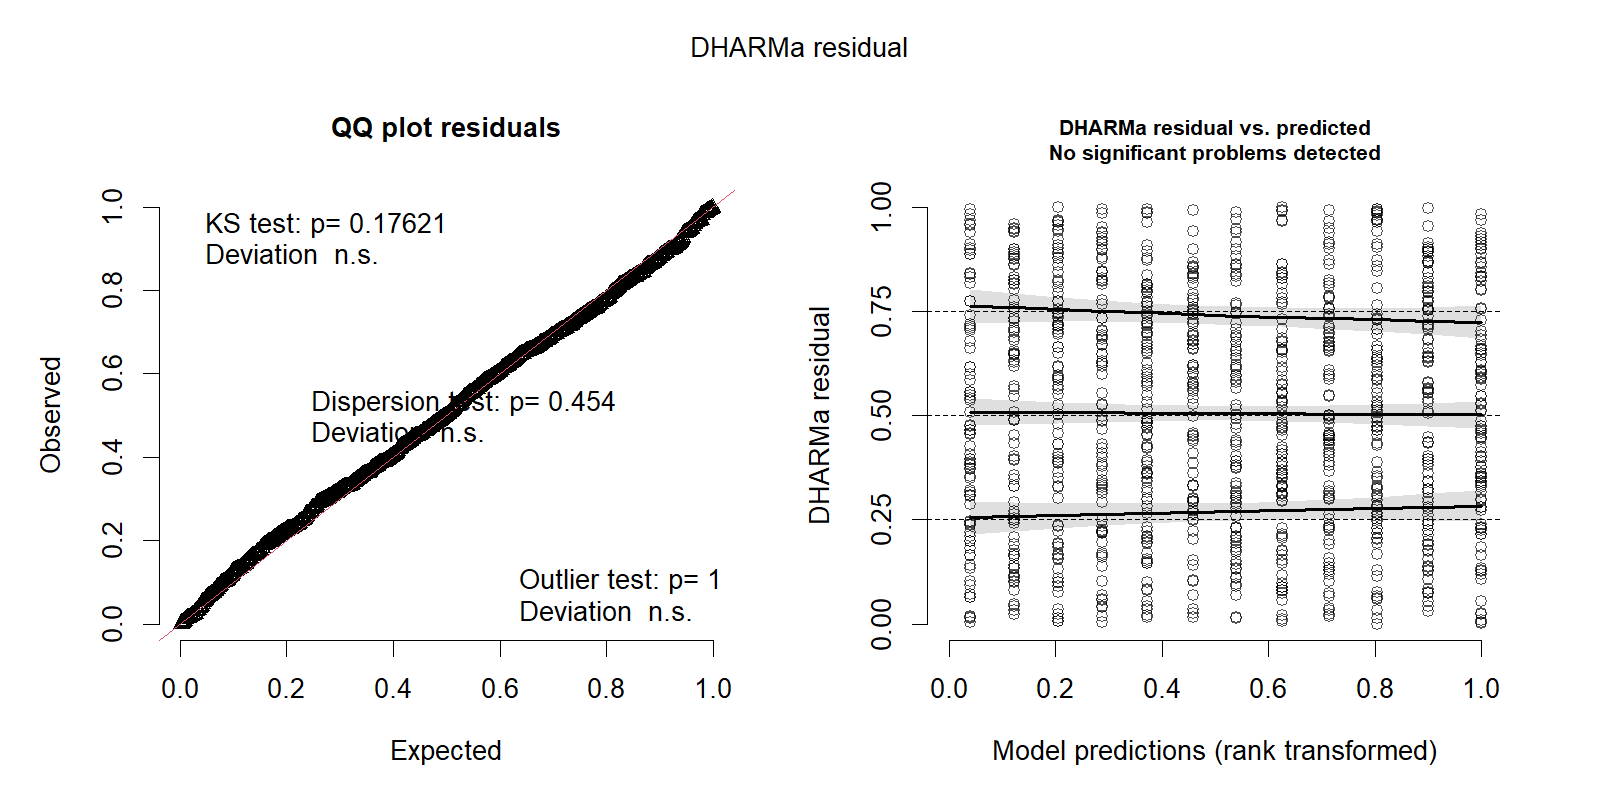 DHARMa residual
QQ plot residuals
KS test: p= 0.17621
Deviation  n.s.
Dispersion test: p= 0.454
Deviation  n.s.
Outlier test: p= 1
Deviation  n.s.
Observed
0.0 0.2 0.4 0.6 0.8 1.0
0.0 0.2 0.4 0.6 0.8 1.0
Expected
DHARMa residual vs. predicted
No significant problems detected
DHARMa residual
0.00 0.25 0.50 0.75 1.00
0.0 0.2 0.4 0.6 0.8 1.0
Model predictions (rank transformed)